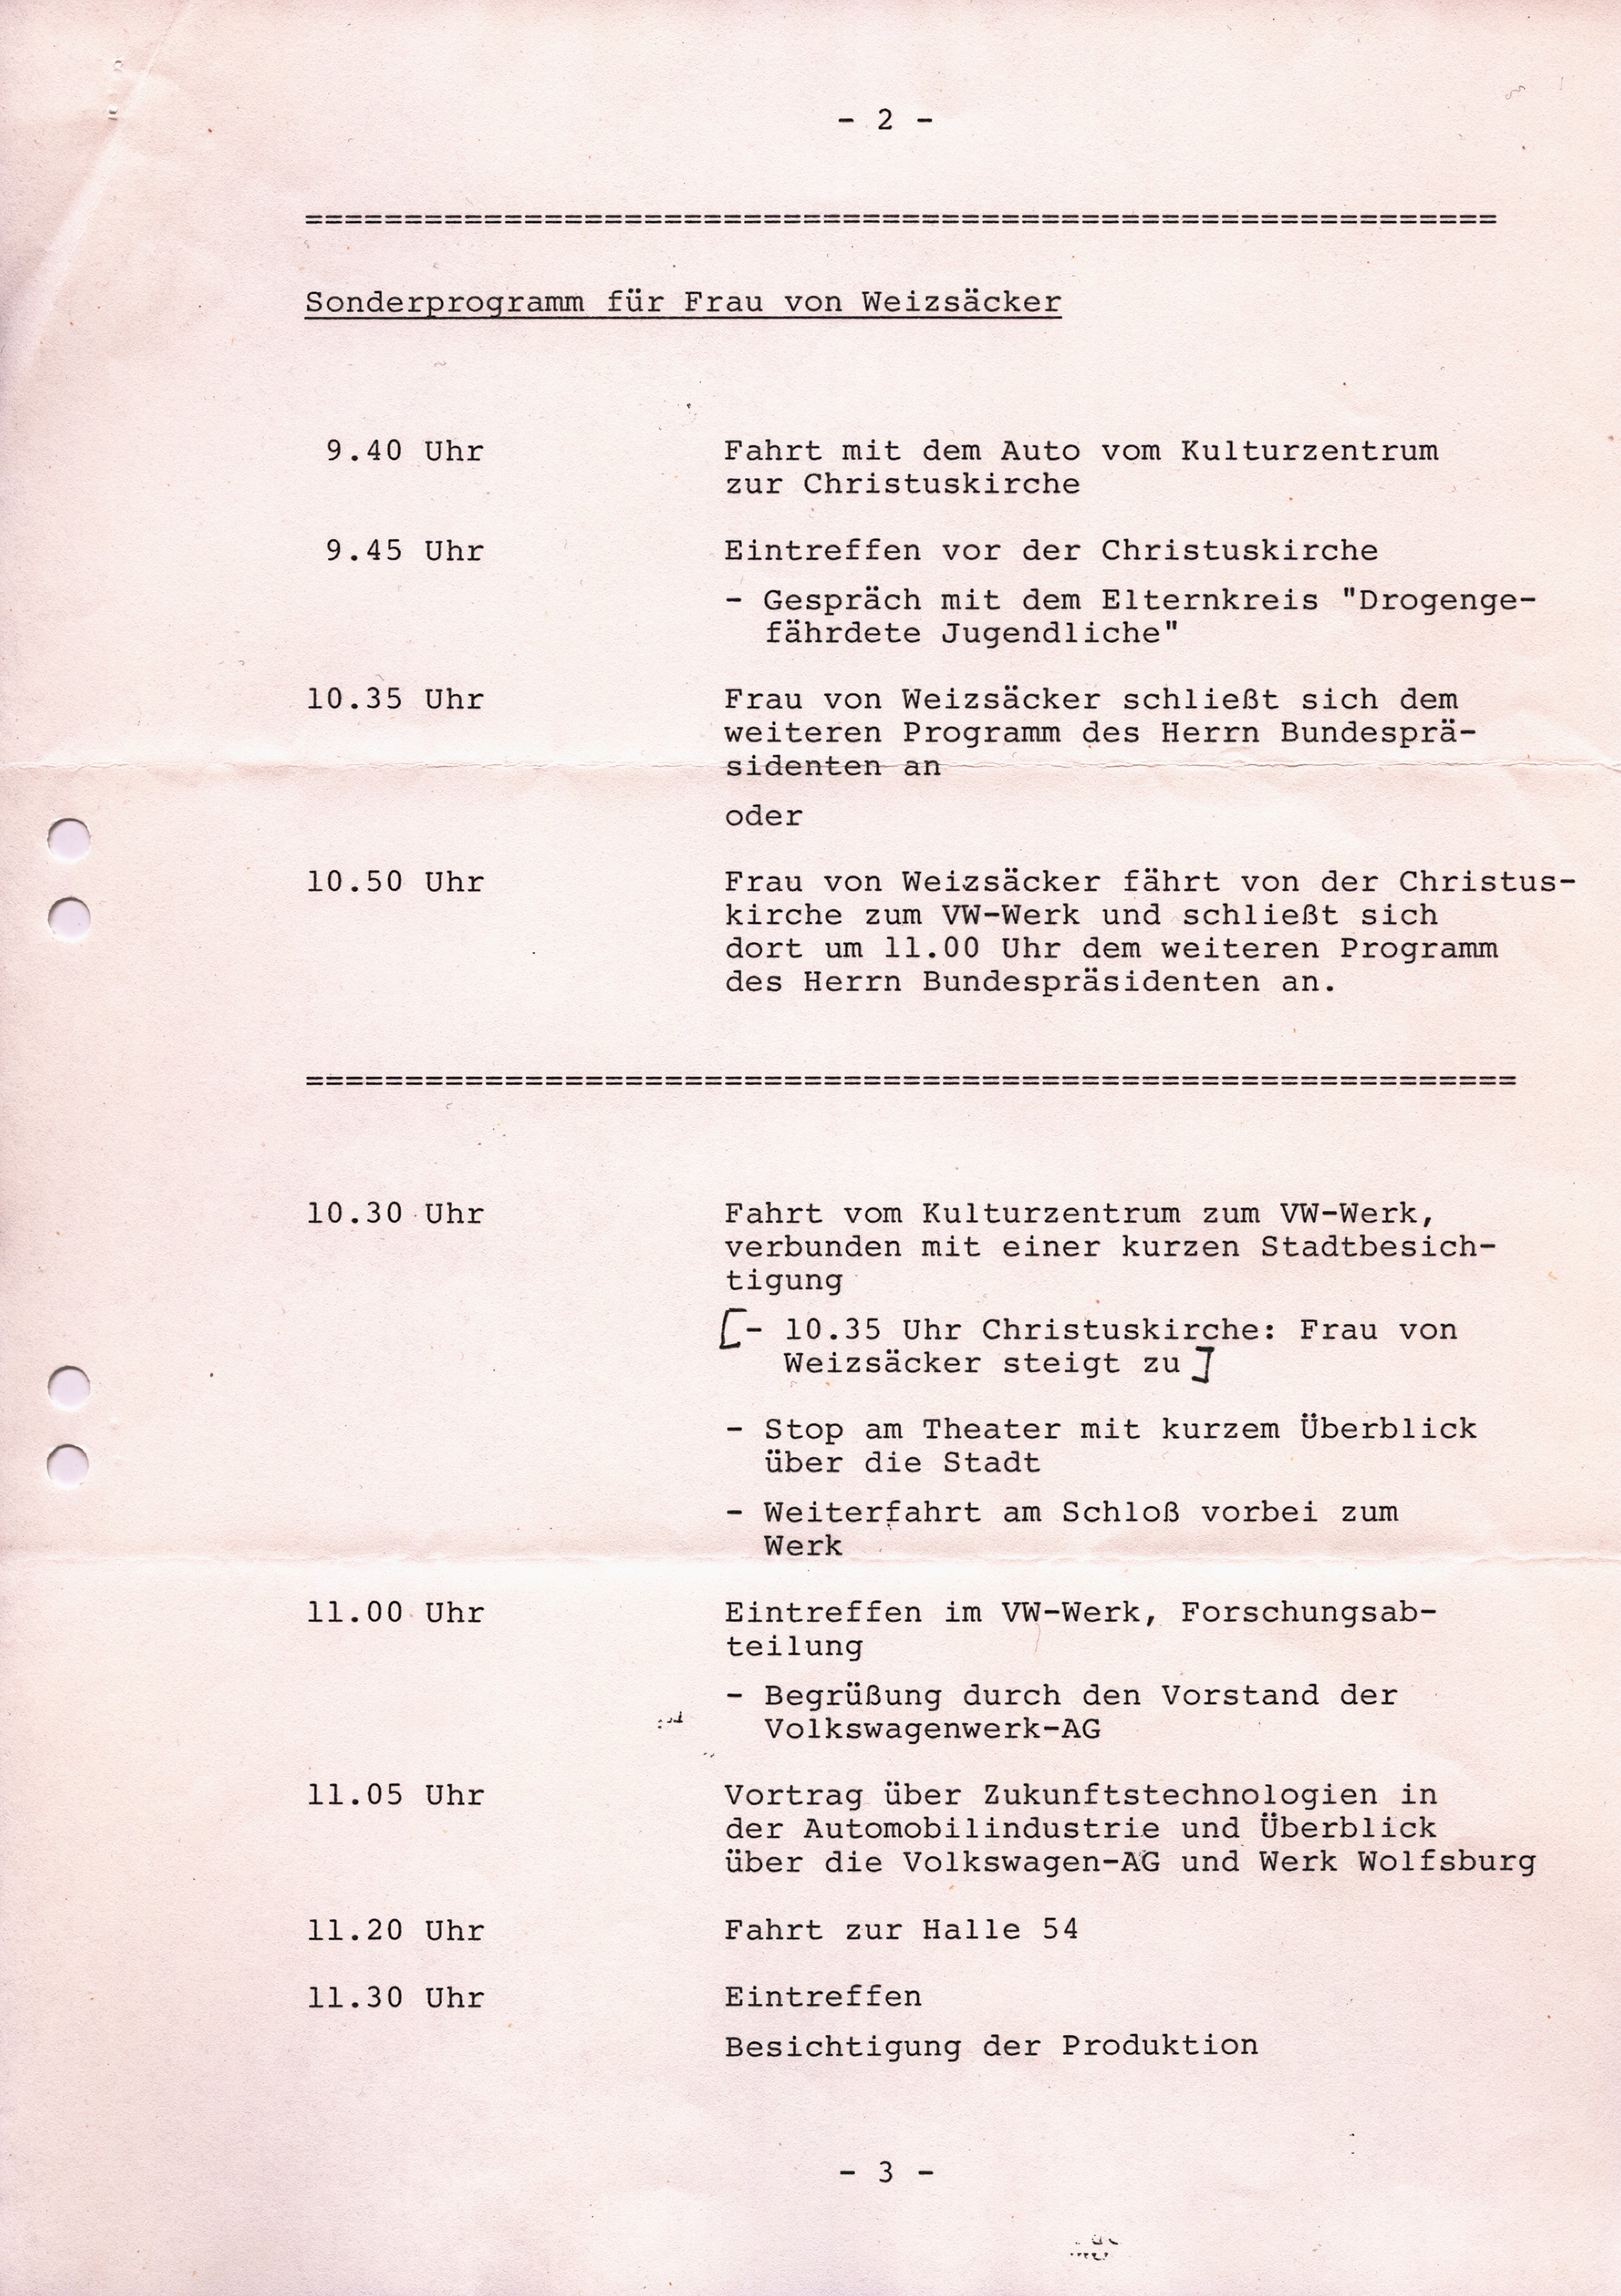 - 2 -
============================================================
Sonderprogramm für Frau von Weizsäcker
9.40 Uhr Fahrt mit dem Auto vom Kulturzentrum
zur Christuskirche
9.45 Uhr Eintreffen vor der Christuskirche
- Gespräch mit dem Elternkreis "Drogenge-
fährdete Jugendliche"
10.35 Uhr Frau von Weizsäcker schließt sich dem
weiteren Programm des Herrn Bundesprä-
sidenten an
oder
10.50 Uhr Frau von Weizsäcker fährt von der Christus-
kirche zum VW-Werk und schließt sich
dort um 11.00 Uhr dem weiteren Programm
des Herrn Bundespräsidenten an.
=============================================================
10.30 Uhr Fahrt vom Kulturzentrum zum VW-Werk,
verbunden mit einer kurzen Stadtbesich-
tigung
[- 10.35 Uhr Christuskirche: Frau von
Weizsäcker steigt zu]
- Stop am Theater mit kurzem Überblick
über die Stadt
- Weiterfahrt am Schloß vorbei zum
Werk
11.00 Uhr Eintreffen im VW-Werk, Forschungsab-
teilung
- Begrüßung durch den Vorstand der
Volkswagenwerk-AG
11.05 Uhr Vortrag über Zukunftstechnologien in
der Automobilindustrie und Überblick
über die Volkswagen-AG und Werk Wolfsburg
11.20 Uhr Fahrt zur Halle 54
11.30 Uhr Eintreffen
Besichtigung der Produktion
- 3 -